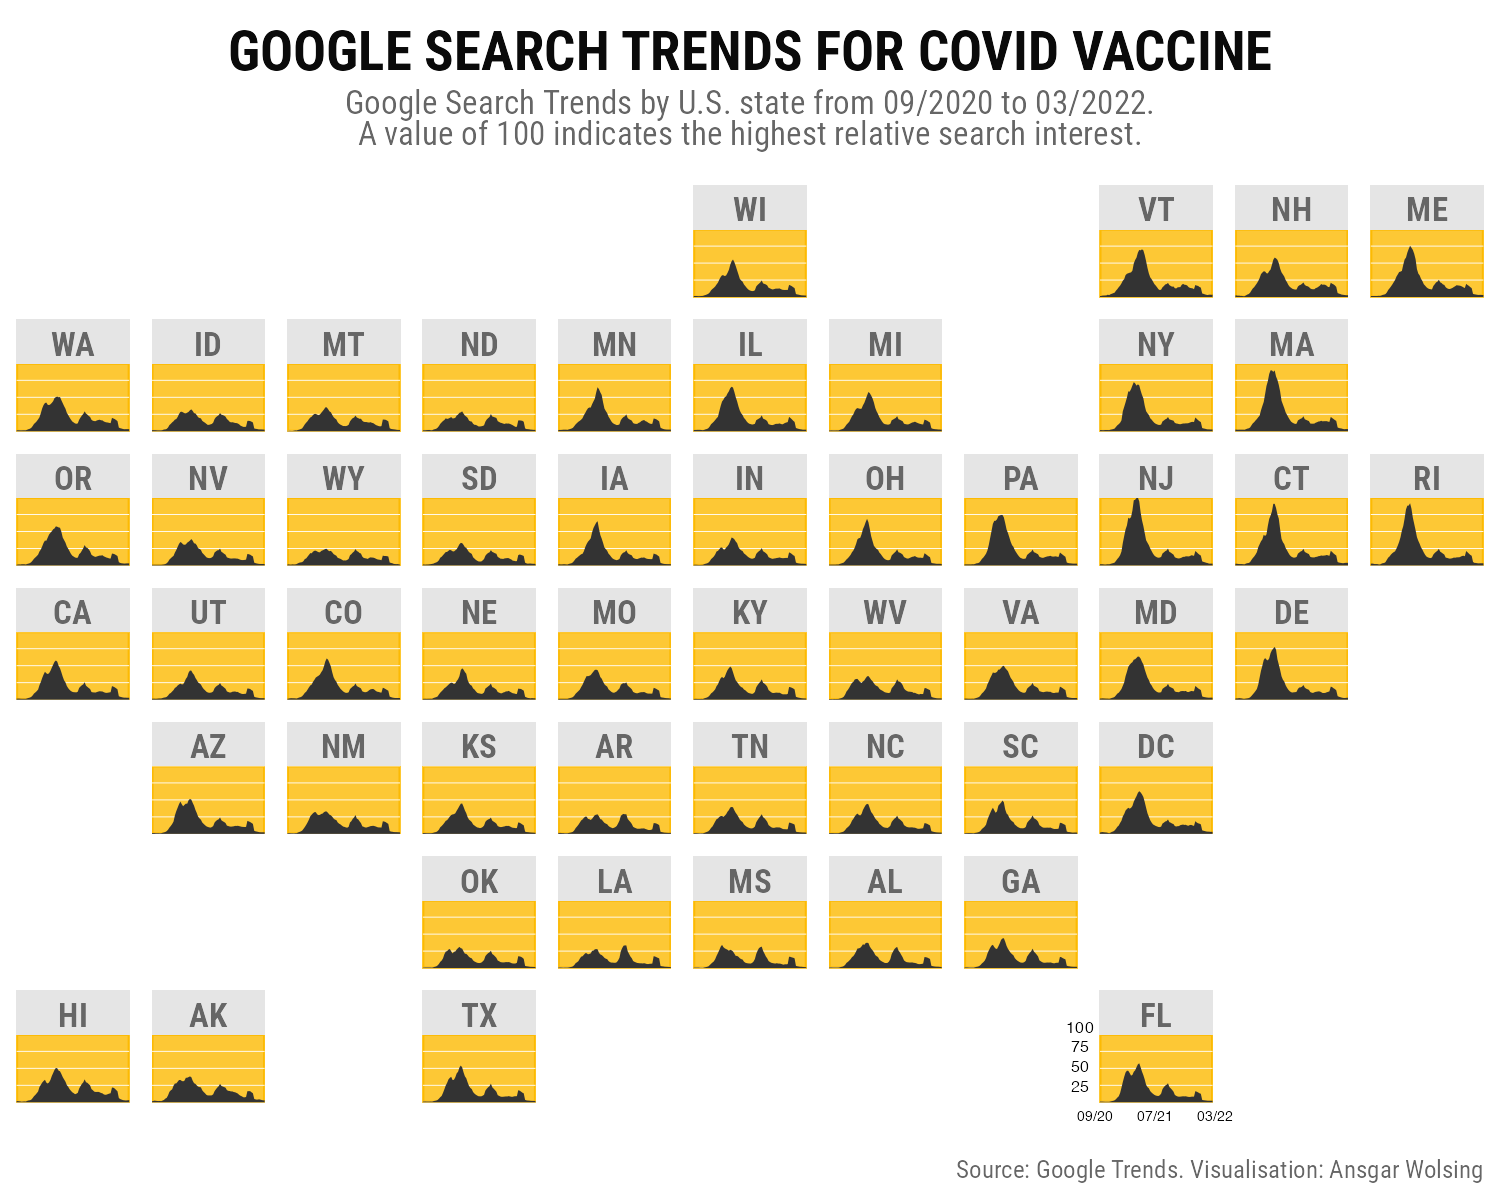 GOOGLE SEARCH TRENDS FOR COVID VACCINE
Google Search Trends by U.S. state from 09/2020 to 03/2022.
A value of 100 indicates the highest relative search interest.
WI VT NH ME
WA ID MT ND MN IL MI NY MA
OR NV WY SD IA IN OH PA NJ CT RI
CA UT CO NE MO KY WV VA MD DE
AZ NM KS AR TN NC SC DC
OK LA MS AL GA
HI AK TX FL
100
75
50
25
09/20 07/21 03/22
Source: Google Trends. Visualisation: Ansgar Wolsing